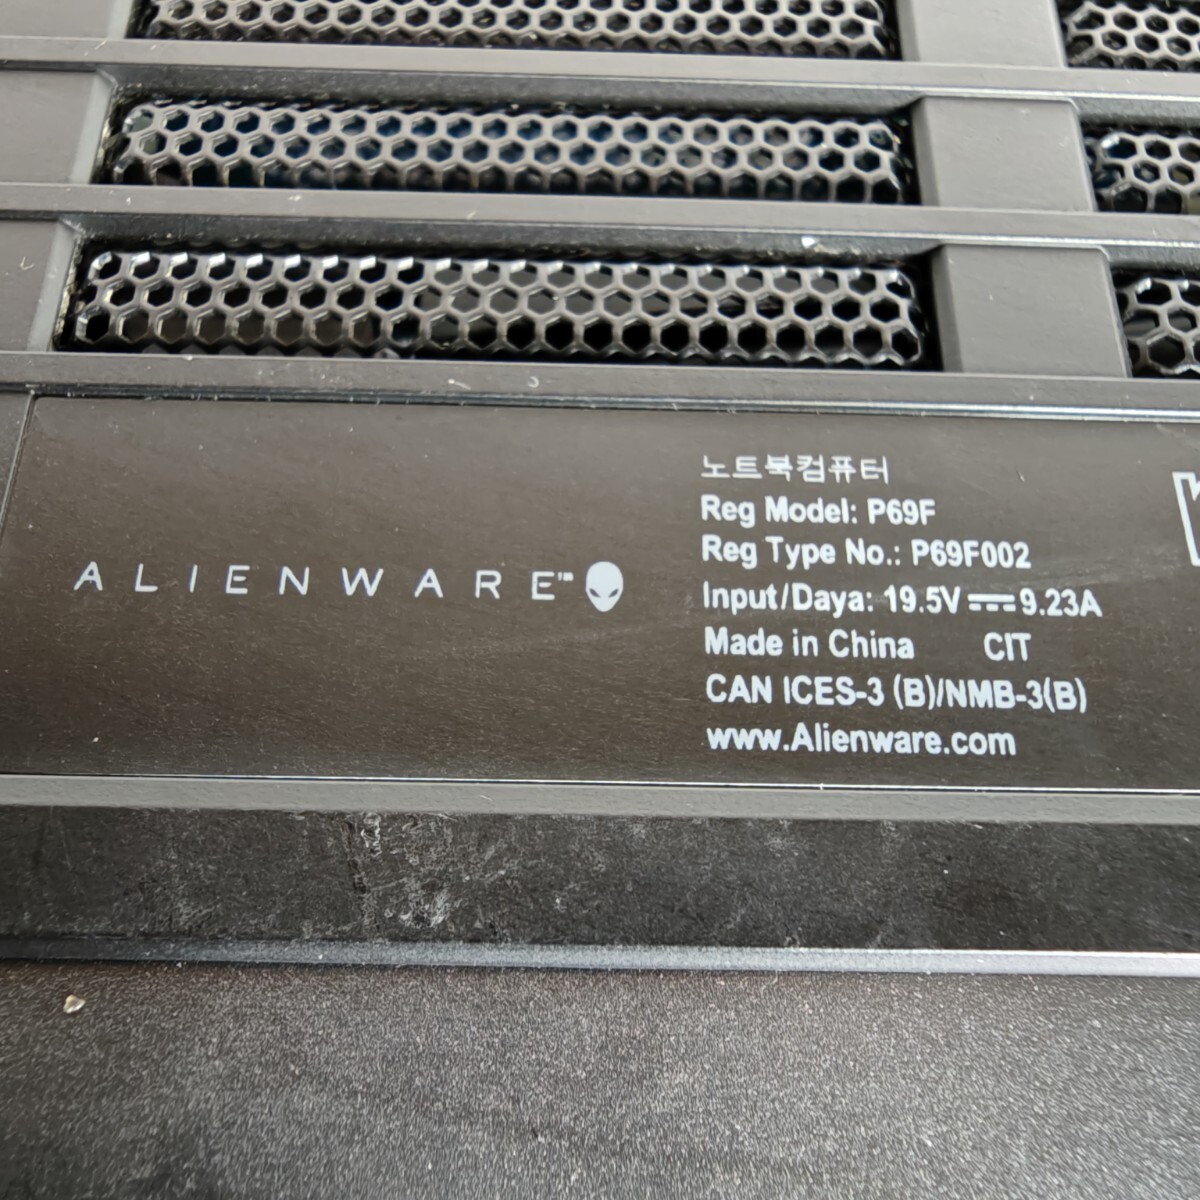 ALIENWARE™
노트북컴퓨터
Reg Model: P69F
Reg Type No.: P69F002
Input/Daya: 19.5V⎓9.23A
Made in China CIT
CAN ICES-3 (B)/NMB-3(B)
www.Alienware.com